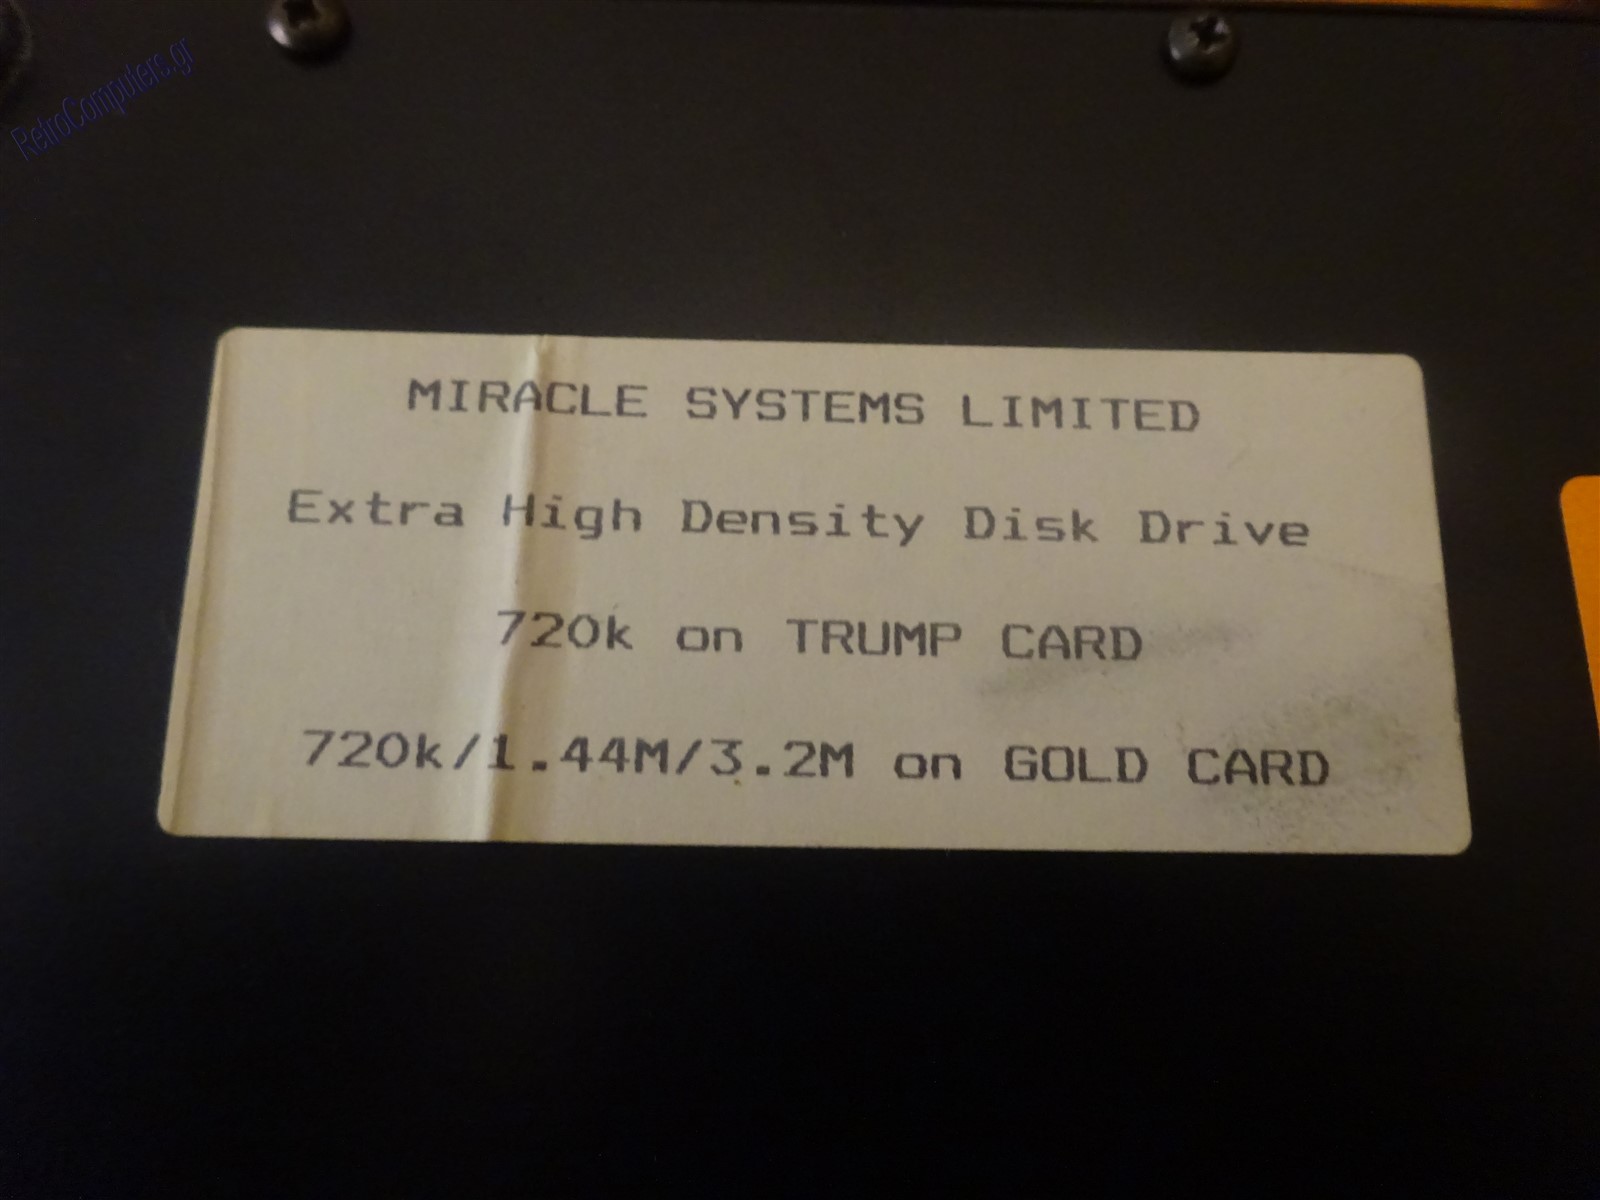 RetroComputers.gr
MIRACLE SYSTEMS LIMITED
Extra High Density Disk Drive
720k on TRUMP CARD
720k/1.44M/3.2M on GOLD CARD